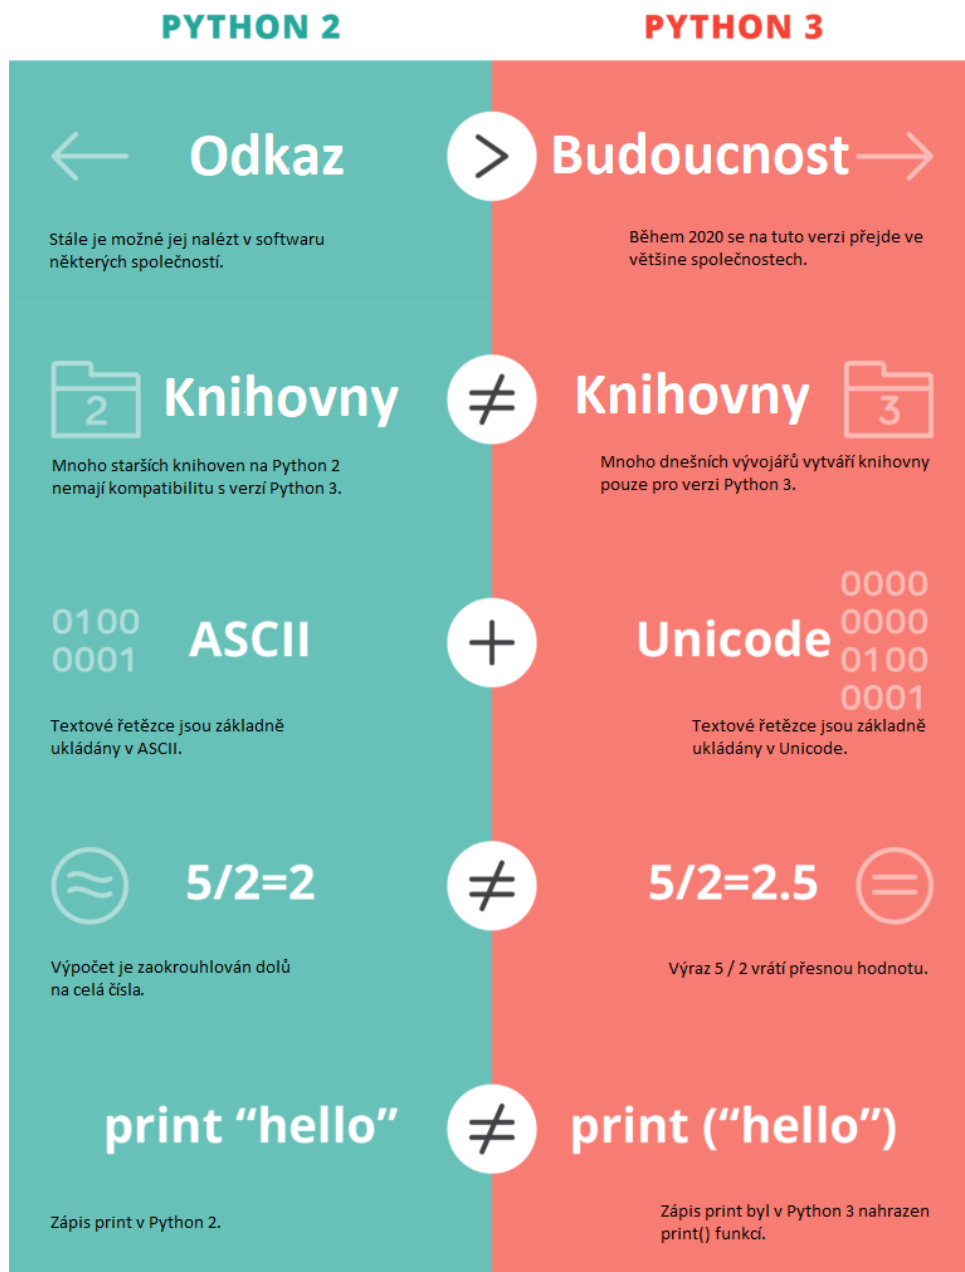 PYTHON 2
PYTHON 3
Odkaz
>
Budoucnost
Stále je možné jej nalézt v softwaru
některých společností.
Během 2020 se na tuto verzi přejde ve
většine společnostech.
2
Knihovny
≠
Knihovny
3
Mnoho starších knihoven na Python 2
nemají kompatibilitu s verzí Python 3.
Mnoho dnešních vývojářů vytváří knihovny
pouze pro verzi Python 3.
0100
0001
ASCII
+
Unicode
0000
0000
0100
0001
Textové řetězce jsou základně
ukládány v ASCII.
Textové řetězce jsou základně
ukládány v Unicode.
5/2=2
≠
5/2=2.5
Výpočet je zaokrouhlován dolů
na celá čísla.
Výraz 5 / 2 vrátí přesnou hodnotu.
print “hello”
≠
print (“hello”)
Zápis print v Python 2.
Zápis print byl v Python 3 nahrazen
print() funkcí.